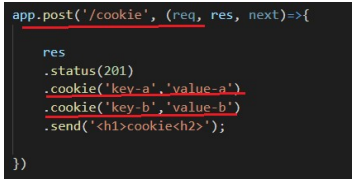 app.post('/cookie', (req, res, next)=>{
res
.status(201)
.cookie('key-a','value-a')
.cookie('key-b','value-b')
.send('<h1>cookie<h2>');
})